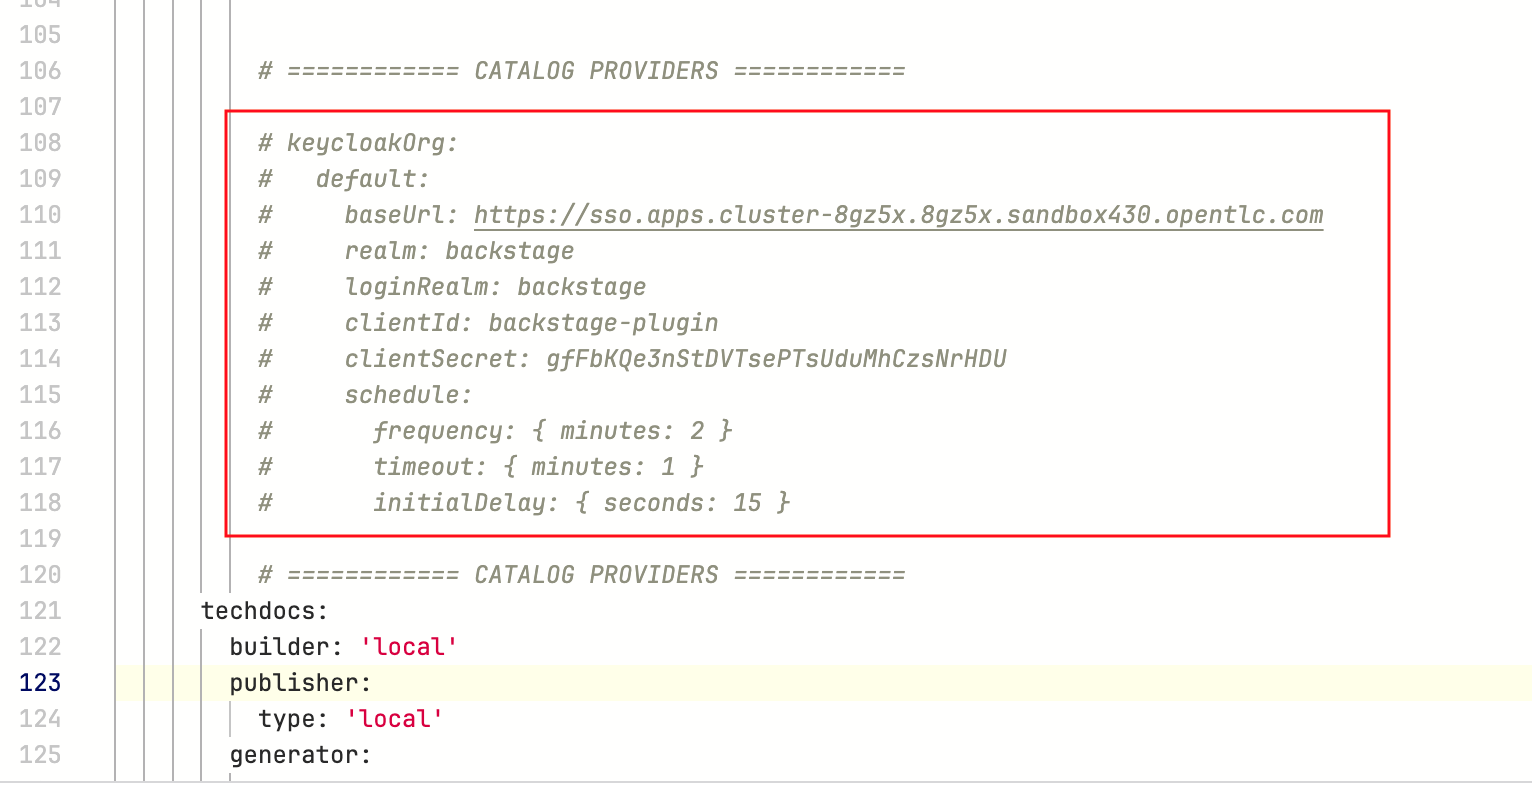 104
105
106 # ============ CATALOG PROVIDERS ============
107
108 # keycloakOrg:
109 #   default:
110 #     baseUrl: https://sso.apps.cluster-8gz5x.8gz5x.sandbox430.opentlc.com
111 #     realm: backstage
112 #     loginRealm: backstage
113 #     clientId: backstage-plugin
114 #     clientSecret: gfFbKQe3nStDVTsePTsUduMhCzsNrHDU
115 #     schedule:
116 #       frequency: { minutes: 2 }
117 #       timeout: { minutes: 1 }
118 #       initialDelay: { seconds: 15 }
119
120 # ============ CATALOG PROVIDERS ============
121 techdocs:
122   builder: 'local'
123   publisher:
124     type: 'local'
125   generator: